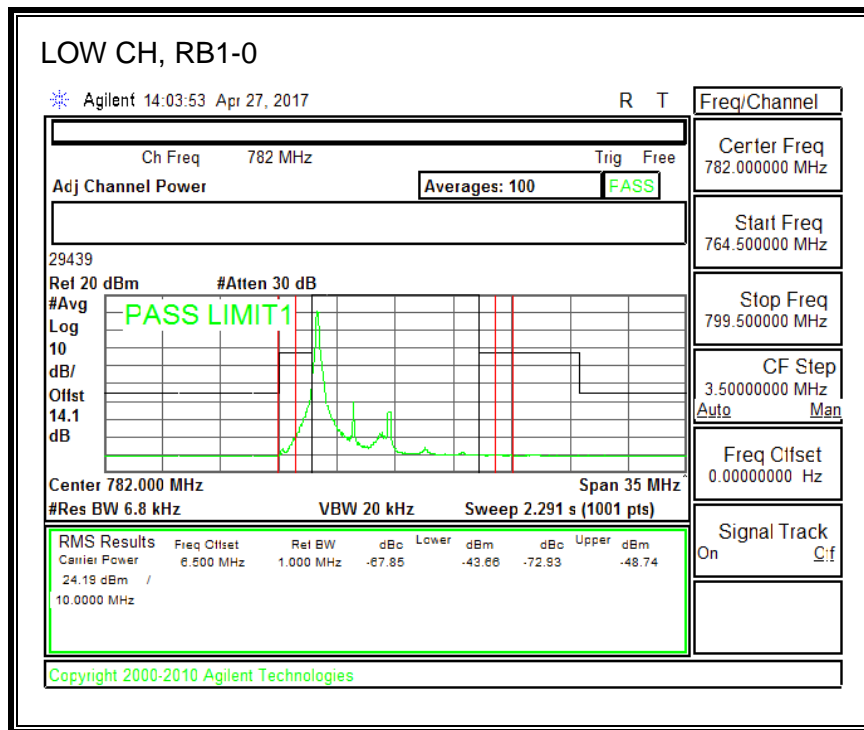 LOW CH, RB1-0
Agilent 14:03:53 Apr 27, 2017 R T
Freq/Channel
Ch Freq 782 MHz Trig Free
Adj Channel Power Averages: 100 PASS
Center Freq
782.000000 MHz
Start Freq
764.500000 MHz
29439
Ref 20 dBm #Atten 30 dB
#Avg
Log
10
dB/
Offst
14.1
dB
PASS LIMIT1
Stop Freq
799.500000 MHz
CF Step
3.50000000 MHz
Auto Man
Center 782.000 MHz Span 35 MHz
#Res BW 6.8 kHz VBW 20 kHz Sweep 2.291 s (1001 pts)
Freq Offset
0.00000000 Hz
RMS Results Freq Offset Ref BW dBc Lower dBm dBc Upper dBm
Carrier Power 6.500 MHz 1.000 MHz -67.85 -43.66 -72.93 -48.74
24.19 dBm /
10.0000 MHz
Signal Track
On Off
Copyright 2000-2010 Agilent Technologies